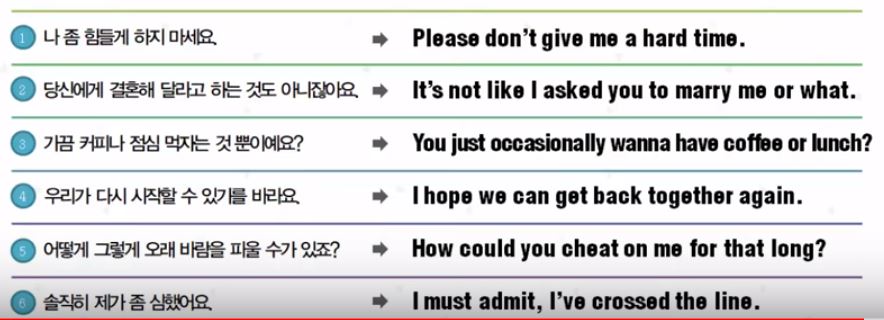 1 나 좀 힘들게 하지 마세요. ➡ Please don't give me a hard time.
2 당신에게 결혼해 달라고 하는 것도 아니잖아요. ➡ It's not like I asked you to marry me or what.
3 가끔 커피나 점심 먹자는 것 뿐이예요? ➡ You just occasionally wanna have coffee or lunch?
4 우리가 다시 시작할 수 있기를 바라요. ➡ I hope we can get back together again.
5 어떻게 그렇게 오래 바람을 피울 수가 있죠? ➡ How could you cheat on me for that long?
6 솔직히 제가 좀 심했어요. ➡ I must admit, I've crossed the line.